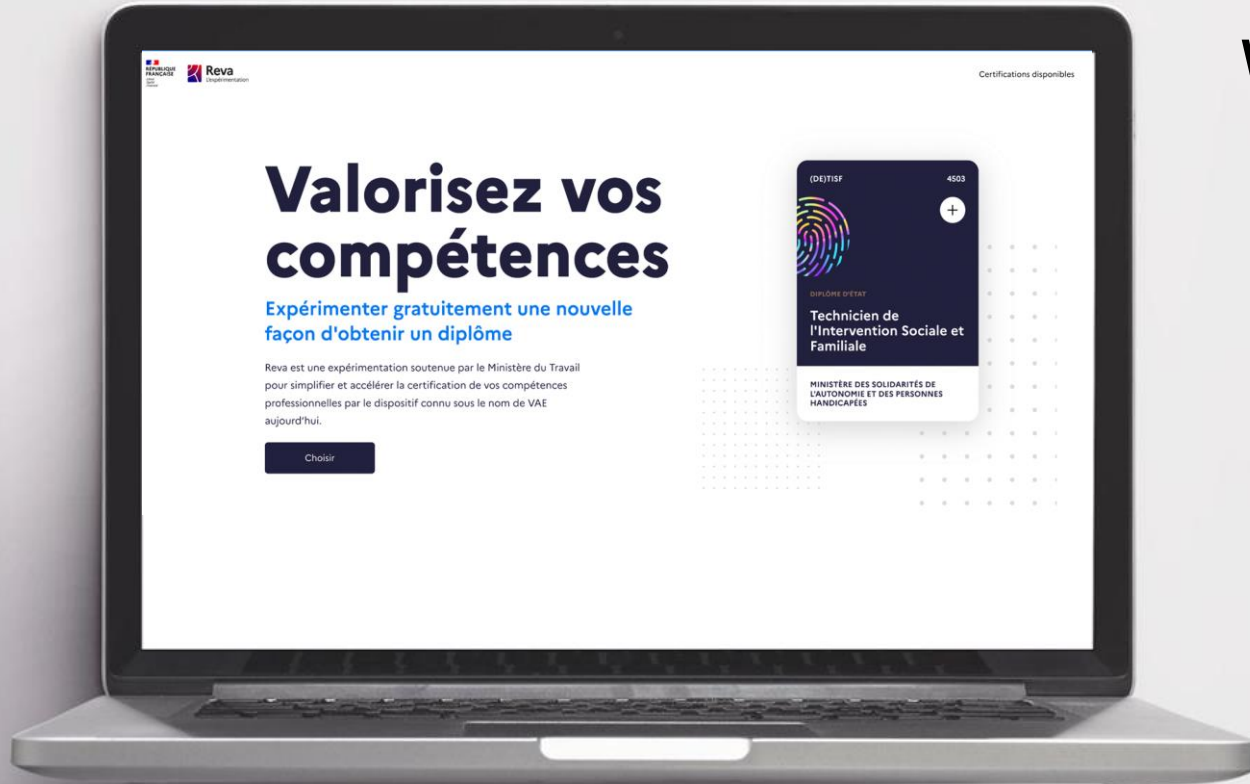 RÉPUBLIQUE
FRANÇAISE
Reva
L'expérimentation
Certifications disponibles
Valorisez vos
compétences
Expérimenter gratuitement une nouvelle
façon d'obtenir un diplôme
Reva est une expérimentation soutenue par le Ministère du Travail
pour simplifier et accélérer la certification de vos compétences
professionnelles par le dispositif connu sous le nom de VAE
aujourd'hui.
Choisir
(DE)TISF 4503
DIPLÔME D'ÉTAT
Technicien de
l'Intervention Sociale et
Familiale
MINISTÈRE DES SOLIDARITÉS DE
L'AUTONOMIE ET DES PERSONNES
HANDICAPÉES